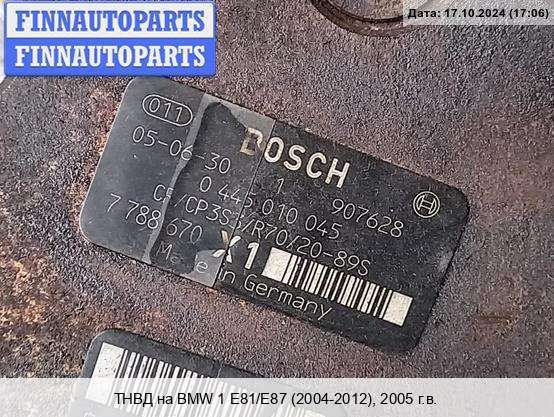 FINNAUTOPARTS
FINNAUTOPARTS
Дата: 17.10.2024 (17:06)
011
05-06-30
BOSCH
1 907628
0 445 010 045
CR/CP3S3/R70/20-89S
7 788 670 X1
Made in Germany
ТНВД на BMW 1 E81/E87 (2004-2012), 2005 г.в.